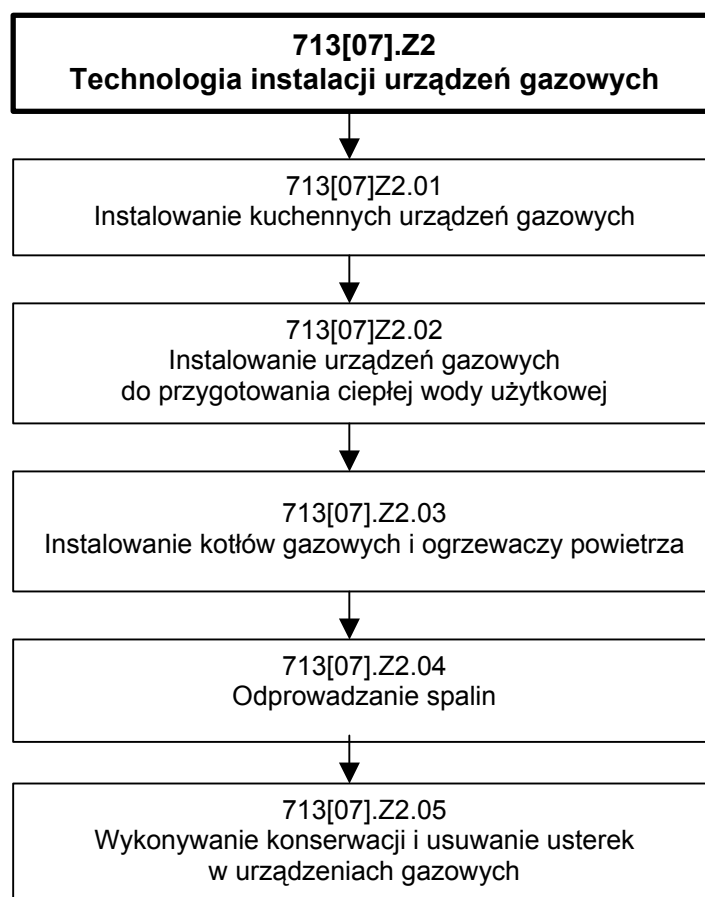 713[07].Z2
Technologia instalacji urządzeń gazowych
713[07]Z2.01
Instalowanie kuchennych urządzeń gazowych
713[07]Z2.02
Instalowanie urządzeń gazowych
do przygotowania ciepłej wody użytkowej
713[07].Z2.03
Instalowanie kotłów gazowych i ogrzewaczy powietrza
713[07].Z2.04
Odprowadzanie spalin
713[07].Z2.05
Wykonywanie konserwacji i usuwanie usterek
w urządzeniach gazowych